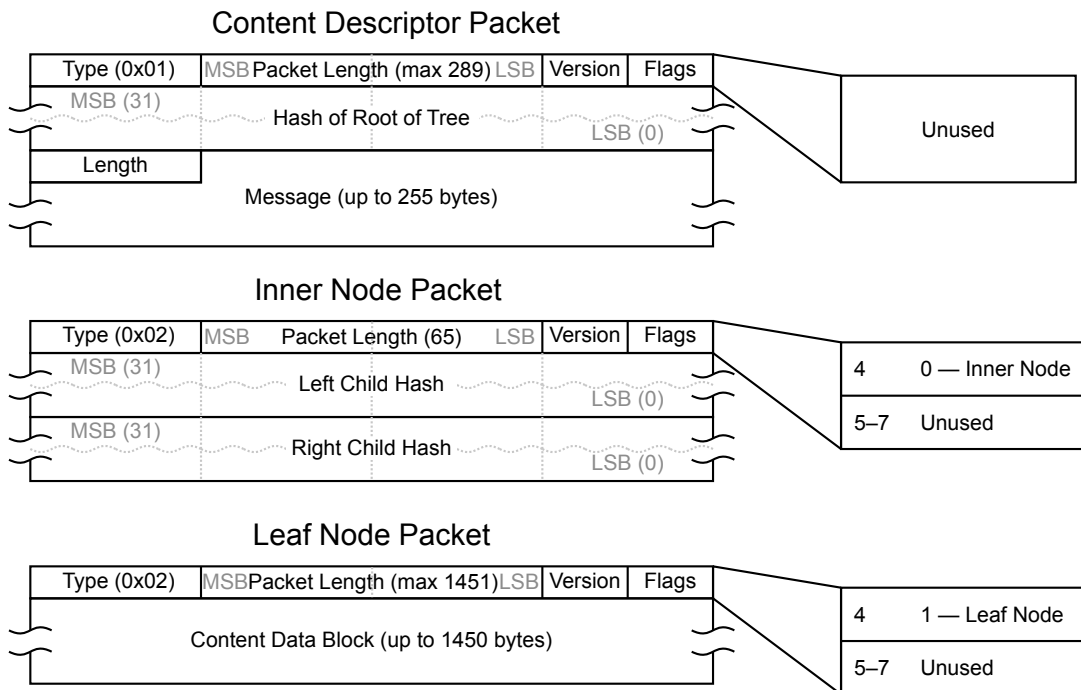 Content Descriptor Packet
Type (0x01) MSB Packet Length (max 289) LSB Version Flags
MSB (31)
Hash of Root of Tree
LSB (0)
Unused
Length
Message (up to 255 bytes)
Inner Node Packet
Type (0x02) MSB Packet Length (65) LSB Version Flags
MSB (31)
Left Child Hash
LSB (0)
4 0 — Inner Node
5–7 Unused
MSB (31)
Right Child Hash
LSB (0)
Leaf Node Packet
Type (0x02) MSB Packet Length (max 1451) LSB Version Flags
Content Data Block (up to 1450 bytes)
4 1 — Leaf Node
5–7 Unused